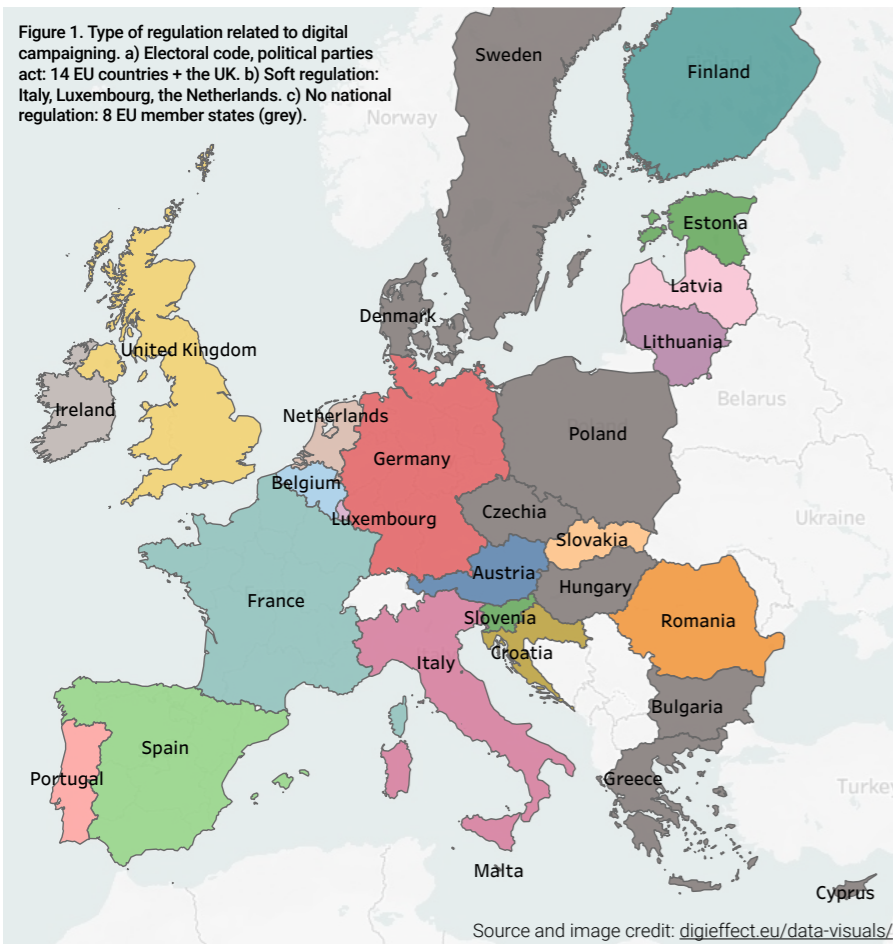 Figure 1. Type of regulation related to digital
campaigning. a) Electoral code, political parties
act: 14 EU countries + the UK. b) Soft regulation:
Italy, Luxembourg, the Netherlands. c) No national
regulation: 8 EU member states (grey).
Sweden
Finland
Norway
Estonia
Latvia
Denmark
Lithuania
United Kingdom
Ireland
Netherlands
Belarus
Poland
Germany
Belgium
Luxembourg
Czechia
Ukraine
Slovakia
Austria
Hungary
France
Slovenia
Romania
Croatia
Italy
Bulgaria
Spain
Portugal
Greece
Turkey
Malta
Cyprus
Source and image credit: digieffect.eu/data-visuals/